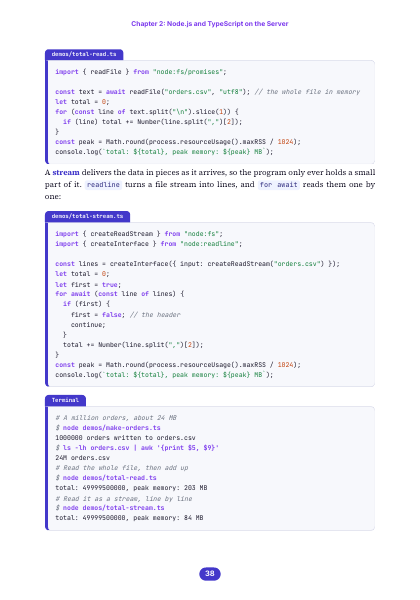 Chapter 2: Node.js and TypeScript on the Server
demos/total-read.ts
import { readFile } from "node:fs/promises";
const text = await readFile("orders.csv", "utf8"); // the whole file in memory
let total = 0;
for (const line of text.split("\n").slice(1)) {
  if (line) total += Number(line.split(",")[2]);
}
const peak = Math.round(process.resourceUsage().maxRSS / 1024);
console.log(`total: ${total}, peak memory: ${peak} MB`);
A stream delivers the data in pieces as it arrives, so the program only ever holds a small
part of it. readline turns a file stream into lines, and for await reads them one by
one:
demos/total-stream.ts
import { createReadStream } from "node:fs";
import { createInterface } from "node:readline";
const lines = createInterface({ input: createReadStream("orders.csv") });
let total = 0;
let first = true;
for await (const line of lines) {
  if (first) {
    first = false; // the header
    continue;
  }
  total += Number(line.split(",")[2]);
}
const peak = Math.round(process.resourceUsage().maxRSS / 1024);
console.log(`total: ${total}, peak memory: ${peak} MB`);
Terminal
# A million orders, about 24 MB
$ node demos/make-orders.ts
1000000 orders written to orders.csv
$ ls -lh orders.csv | awk '{print $5, $9}'
24M orders.csv
# Read the whole file, then add up
$ node demos/total-read.ts
total: 49999500000, peak memory: 203 MB
# Read it as a stream, line by line
$ node demos/total-stream.ts
total: 49999500000, peak memory: 84 MB
38